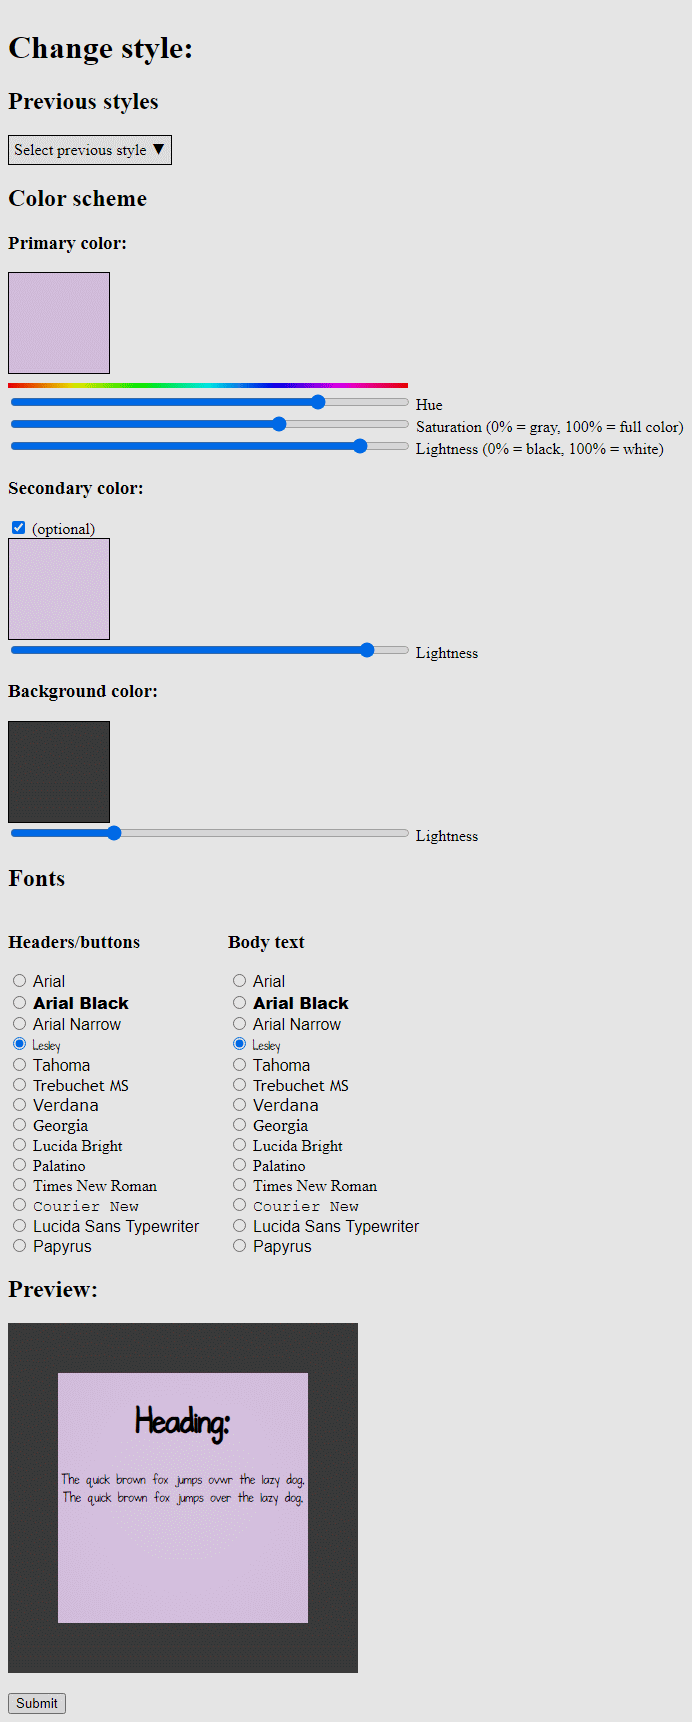 Change style:
Previous styles
Select previous style ▼
Color scheme
Primary color:
Hue
Saturation (0% = gray, 100% = full color)
Lightness (0% = black, 100% = white)
Secondary color:
(optional)
Lightness
Background color:
Lightness
Fonts
Headers/buttons
Arial
Arial Black
Arial Narrow
Lesley
Tahoma
Trebuchet MS
Verdana
Georgia
Lucida Bright
Palatino
Times New Roman
Courier New
Lucida Sans Typewriter
Papyrus
Body text
Arial
Arial Black
Arial Narrow
Lesley
Tahoma
Trebuchet MS
Verdana
Georgia
Lucida Bright
Palatino
Times New Roman
Courier New
Lucida Sans Typewriter
Papyrus
Preview:
Heading:
The quick brown fox jumps ovwr the lazy dog.
The quick brown fox jumps over the lazy dog.
Submit